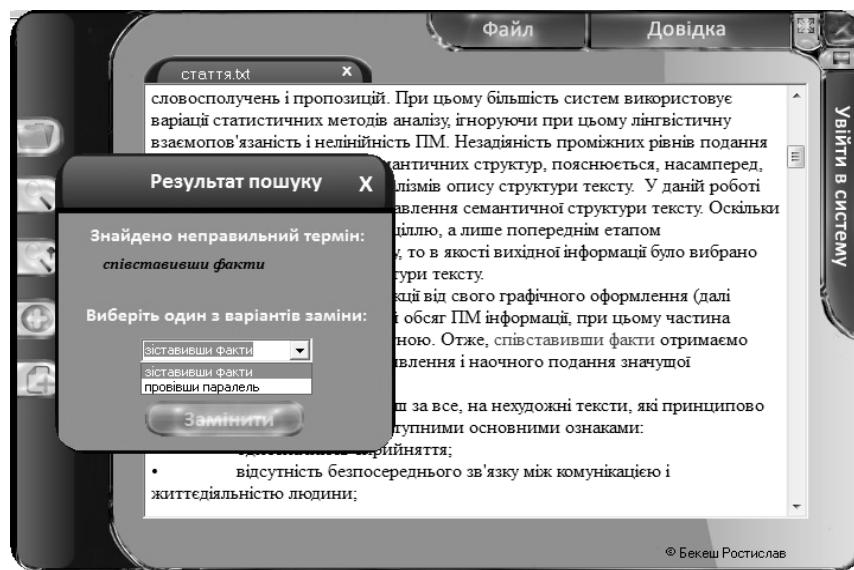 Файл
Довідка
стаття.txt x
словосполучень і пропозицій. При цьому більшість систем використовує
варіації статистичних методів аналізу, ігноруючи при цьому лінгвістичну
взаємопов'язаність і нелінійність ПМ. Незадіяність проміжних рівнів подання
мантичних структур, пояснюється, насамперед,
лізмів опису структури тексту. У даній роботі
авлення семантичної структури тексту. Оскільки
ціллю, а лише попереднім етапом
, то в якості вихідної інформації було вибрано
тури тексту.
кції від свого графічного оформлення (далі
і обсяг ПМ інформації, при цьому частина
тною. Отже, співставивши факти отримаємо
влення і наочного подання значущої
ш за все, на нехудожні тексти, які принципово
тупними основними ознаками:
сприйняття;
• відсутність безпосереднього зв'язку між комунікацією і
життєдіяльністю людини;
Результат пошуку X
Знайдено неправильний термін:
співставивши факти
Виберіть один з варіантів заміни:
зіставивши факти
зіставивши факти
провівши паралель
Замінити
Увійти в систему
© Бекеш Ростислав